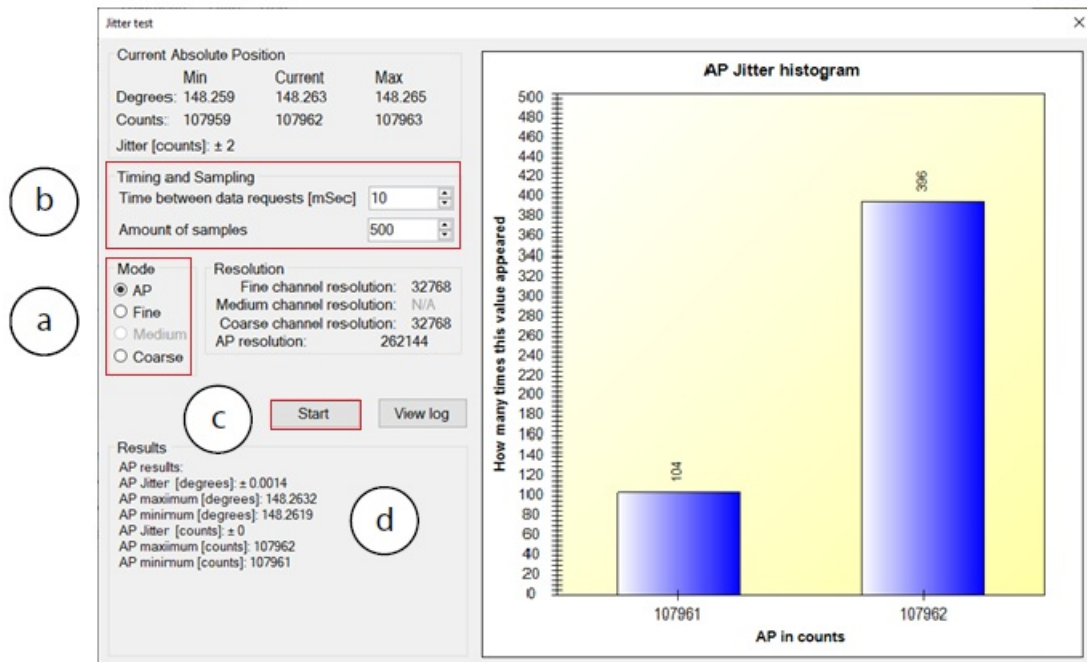 Jitter test
×
Current Absolute Position
Min Current Max
Degrees: 148.259 148.263 148.265
Counts: 107959 107962 107963
Jitter [counts]: ± 2
b
Timing and Sampling
Time between data requests [mSec] 10
Amount of samples 500
a
Mode
AP
Fine
Medium
Coarse
Resolution
Fine channel resolution: 32768
Medium channel resolution: N/A
Coarse channel resolution: 32768
AP resolution: 262144
c
Start
View log
Results
AP results:
AP Jitter [degrees]: ± 0.0014
AP maximum [degrees]: 148.2632
AP minimum [degrees]: 148.2619
AP Jitter [counts]: ± 0
AP maximum [counts]: 107962
AP minimum [counts]: 107961
d
AP Jitter histogram
How many times this value appeared
500
480
460
440
420
400
380
360
340
320
300
280
260
240
220
200
180
160
140
120
100
80
60
40
20
0
104
396
107961 107962
AP in counts